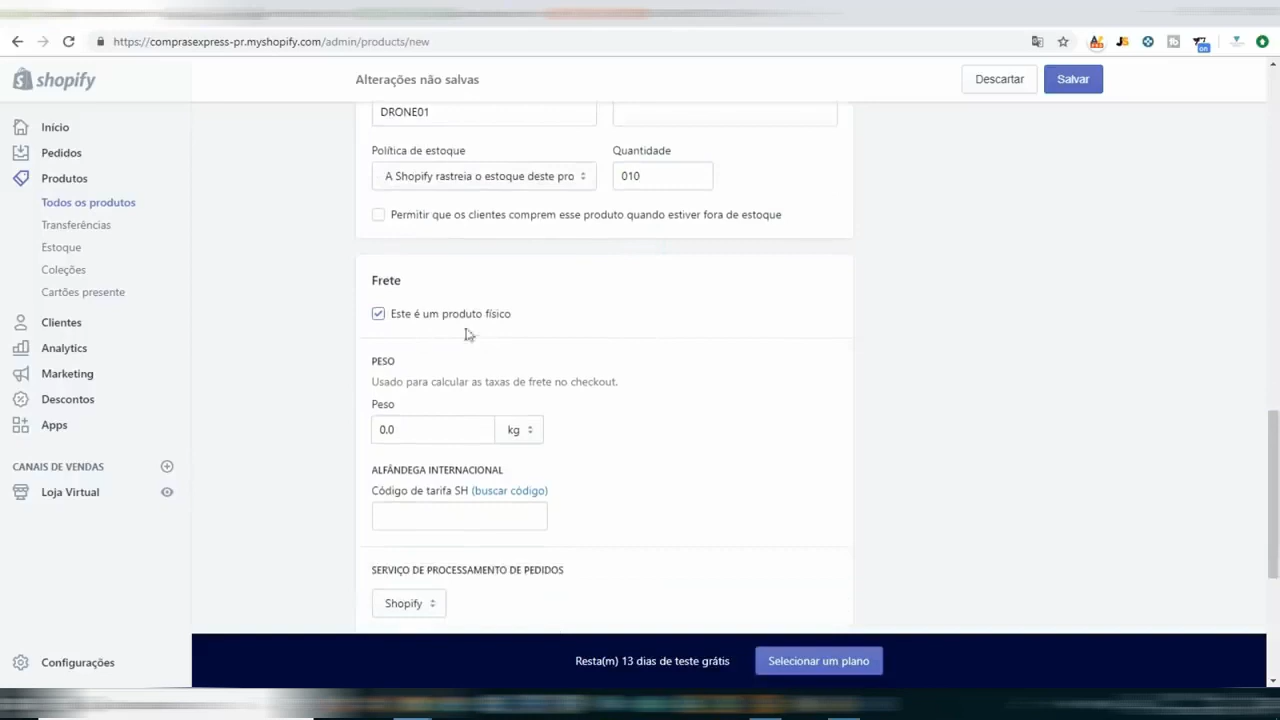 https://comprasexpress-pr.myshopify.com/admin/products/new
JS
on
shopify
Alterações não salvas
Descartar
Salvar
Início
Pedidos
Produtos
Todos os produtos
Transferências
Estoque
Coleções
Cartões presente
Clientes
Analytics
Marketing
Descontos
Apps
CANAIS DE VENDAS
Loja Virtual
Configurações
DRONE01
Política de estoque
Quantidade
A Shopify rastreia o estoque deste pro
010
Permitir que os clientes comprem esse produto quando estiver fora de estoque
Frete
Este é um produto físico
PESO
Usado para calcular as taxas de frete no checkout.
Peso
0.0
kg
ALFÂNDEGA INTERNACIONAL
Código de tarifa SH (buscar código)
SERVIÇO DE PROCESSAMENTO DE PEDIDOS
Shopify
Resta(m) 13 dias de teste grátis
Selecionar um plano